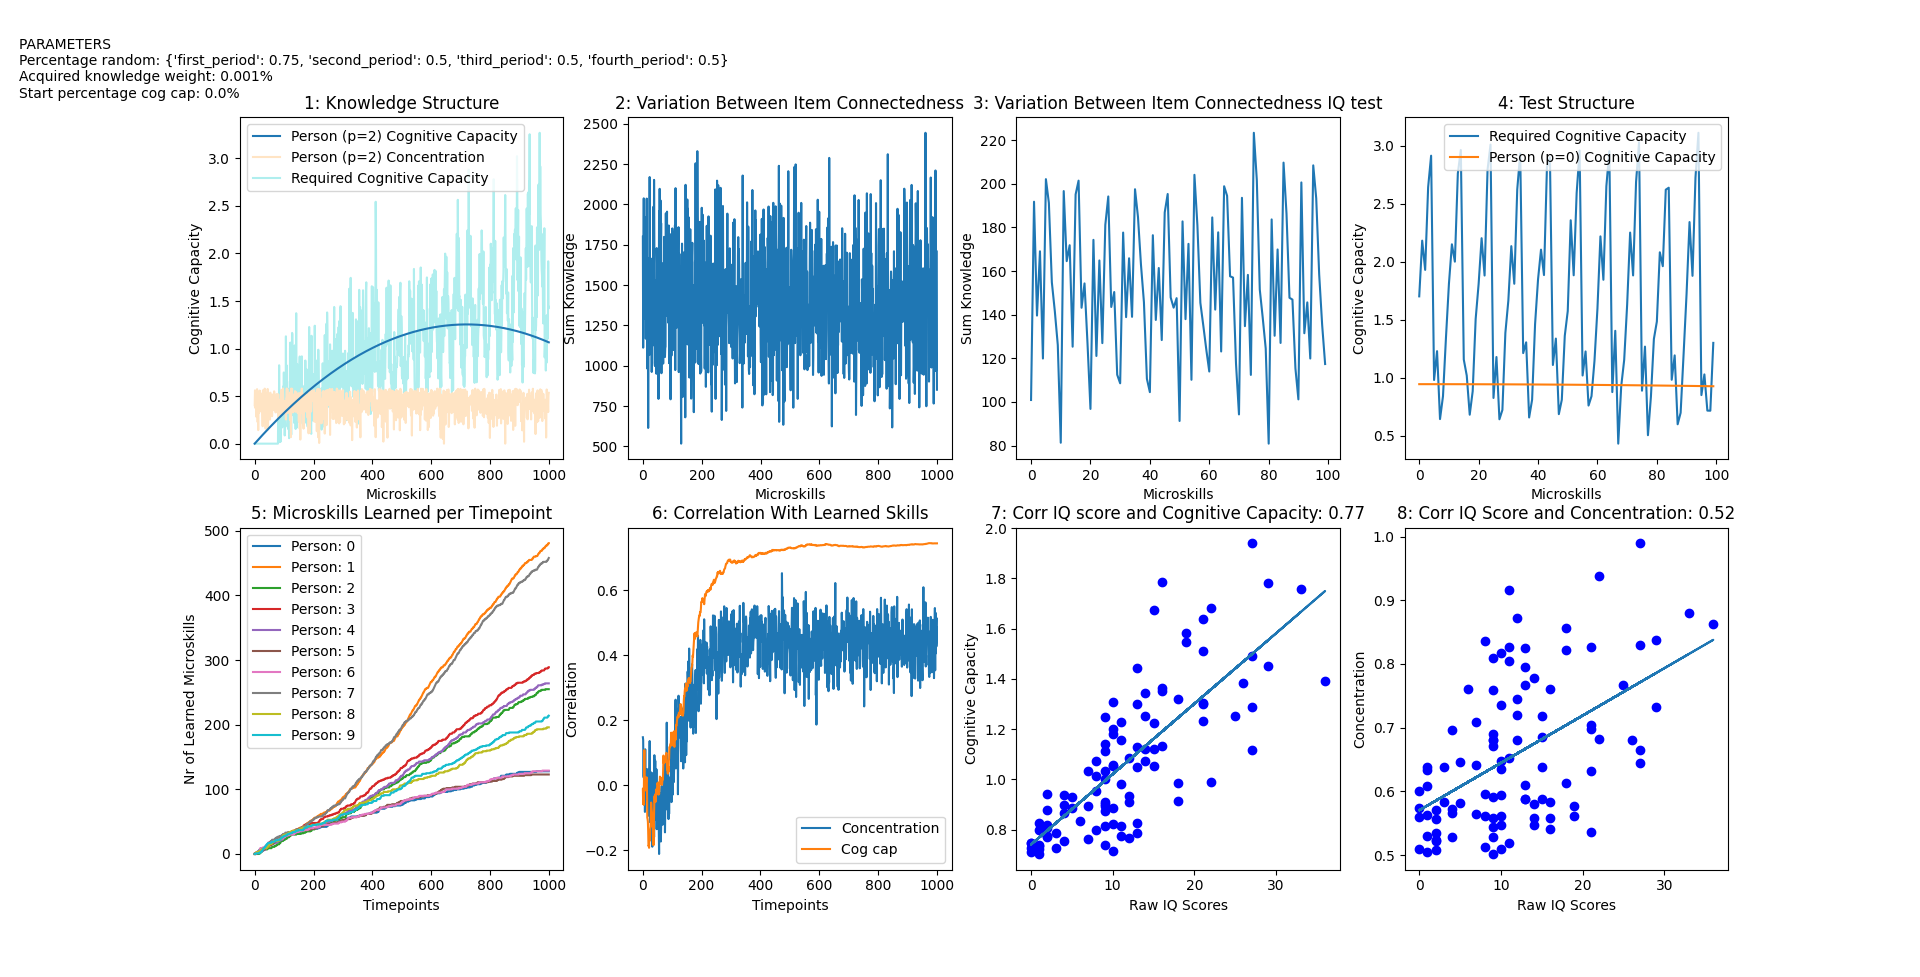 PARAMETERS
Percentage random: {'first_period': 0.75, 'second_period': 0.5, 'third_period': 0.5, 'fourth_period': 0.5}
Acquired knowledge weight: 0.001%
Start percentage cog cap: 0.0%
1: Knowledge Structure
Person (p=2) Cognitive Capacity
Person (p=2) Concentration
Required Cognitive Capacity
Cognitive Capacity
3.0
2.5
2.0
1.5
1.0
0.5
0.0
0 200 400 600 800 1000
Microskills
2: Variation Between Item Connectedness
Sum Knowledge
2500
2250
2000
1750
1500
1250
1000
750
500
0 200 400 600 800 1000
Microskills
3: Variation Between Item Connectedness IQ test
Sum Knowledge
220
200
180
160
140
120
100
80
0 20 40 60 80 100
Microskills
4: Test Structure
Required Cognitive Capacity
Person (p=0) Cognitive Capacity
Cognitive Capacity
3.0
2.5
2.0
1.5
1.0
0.5
0 20 40 60 80 100
Microskills
5: Microskills Learned per Timepoint
Person: 0
Person: 1
Person: 2
Person: 3
Person: 4
Person: 5
Person: 6
Person: 7
Person: 8
Person: 9
Nr of Learned Microskills
500
400
300
200
100
0
0 200 400 600 800 1000
Timepoints
6: Correlation With Learned Skills
Correlation
0.6
0.4
0.2
0.0
−0.2
Concentration
Cog cap
0 200 400 600 800 1000
Timepoints
7: Corr IQ score and Cognitive Capacity: 0.77
Cognitive Capacity
2.0
1.8
1.6
1.4
1.2
1.0
0.8
0 10 20 30
Raw IQ Scores
8: Corr IQ Score and Concentration: 0.52
Concentration
1.0
0.9
0.8
0.7
0.6
0.5
0 10 20 30
Raw IQ Scores